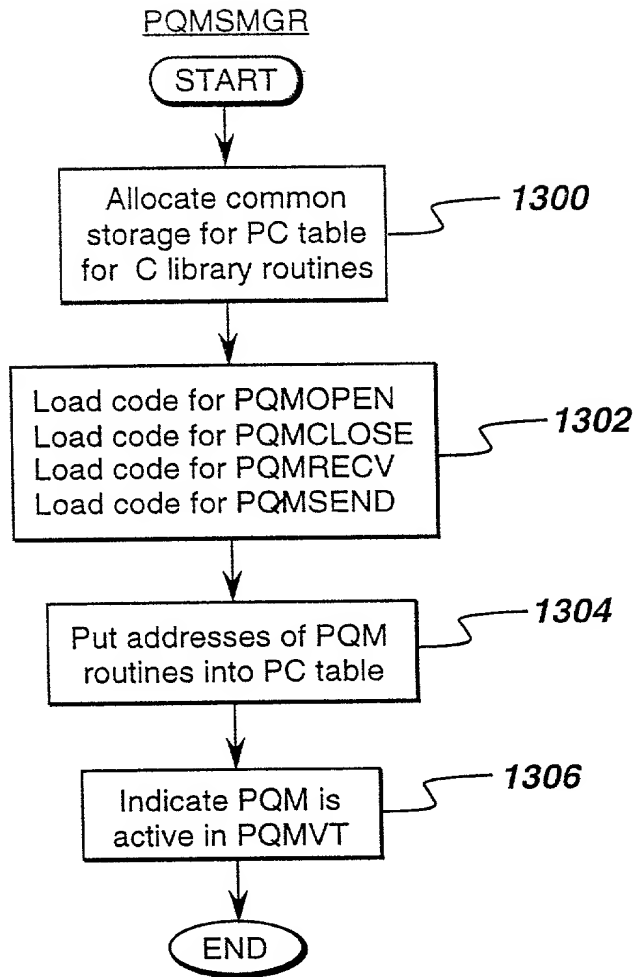 PQMSMGR
START
Allocate common
storage for PC table
for C library routines
1300
Load code for PQMOPEN
Load code for PQMCLOSE
Load code for PQMRECV
Load code for PQMSEND
1302
Put addresses of PQM
routines into PC table
1304
Indicate PQM is
active in PQMVT
1306
END